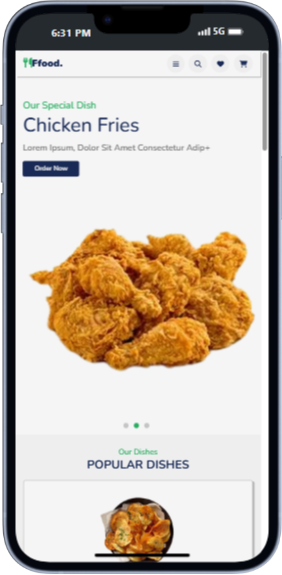 6:31 PM 5G
Ffood.
Our Special Dish
Chicken Fries
Lorem Ipsum, Dolor Sit Amet Consectetur Adip+
Order Now
Our Dishes
POPULAR DISHES